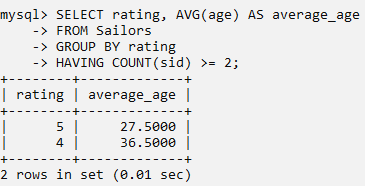 mysql> SELECT rating, AVG(age) AS average_age
    -> FROM Sailors
    -> GROUP BY rating
    -> HAVING COUNT(sid) >= 2;
+--------+-------------+
| rating | average_age |
+--------+-------------+
|      5 |     27.5000 |
|      4 |     36.5000 |
+--------+-------------+
2 rows in set (0.01 sec)